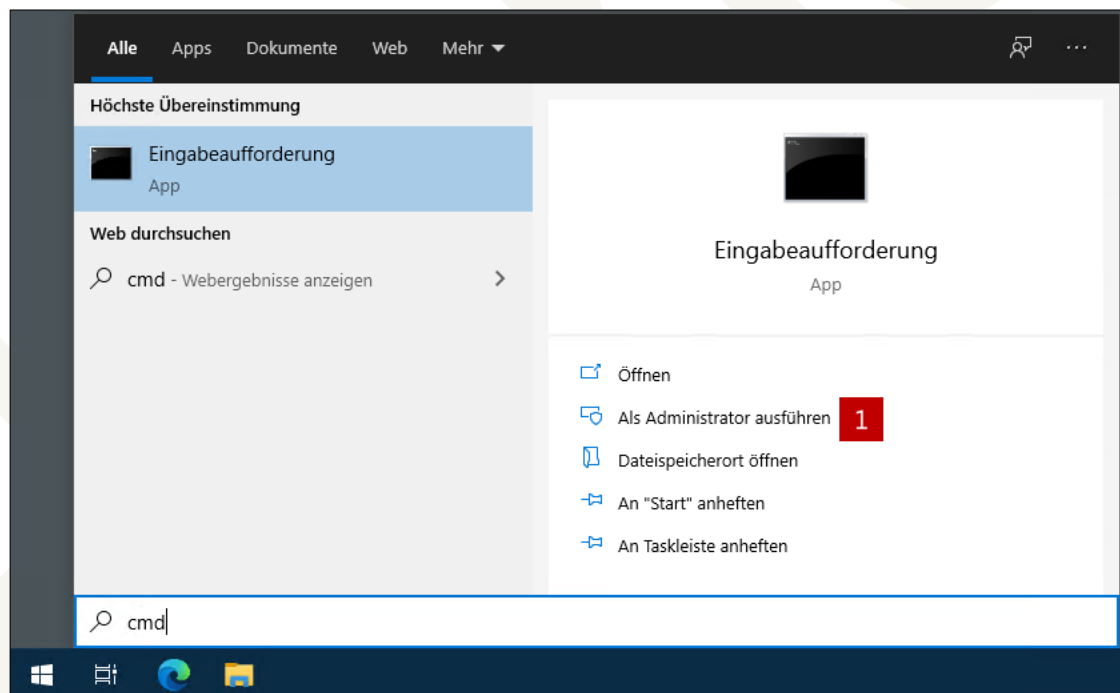 Alle Apps Dokumente Web Mehr
Höchste Übereinstimmung
Eingabeaufforderung
App
Web durchsuchen
cmd - Webergebnisse anzeigen
Eingabeaufforderung
App
Öffnen
Als Administrator ausführen 1
Dateispeicherort öffnen
An "Start" anheften
An Taskleiste anheften
cmd